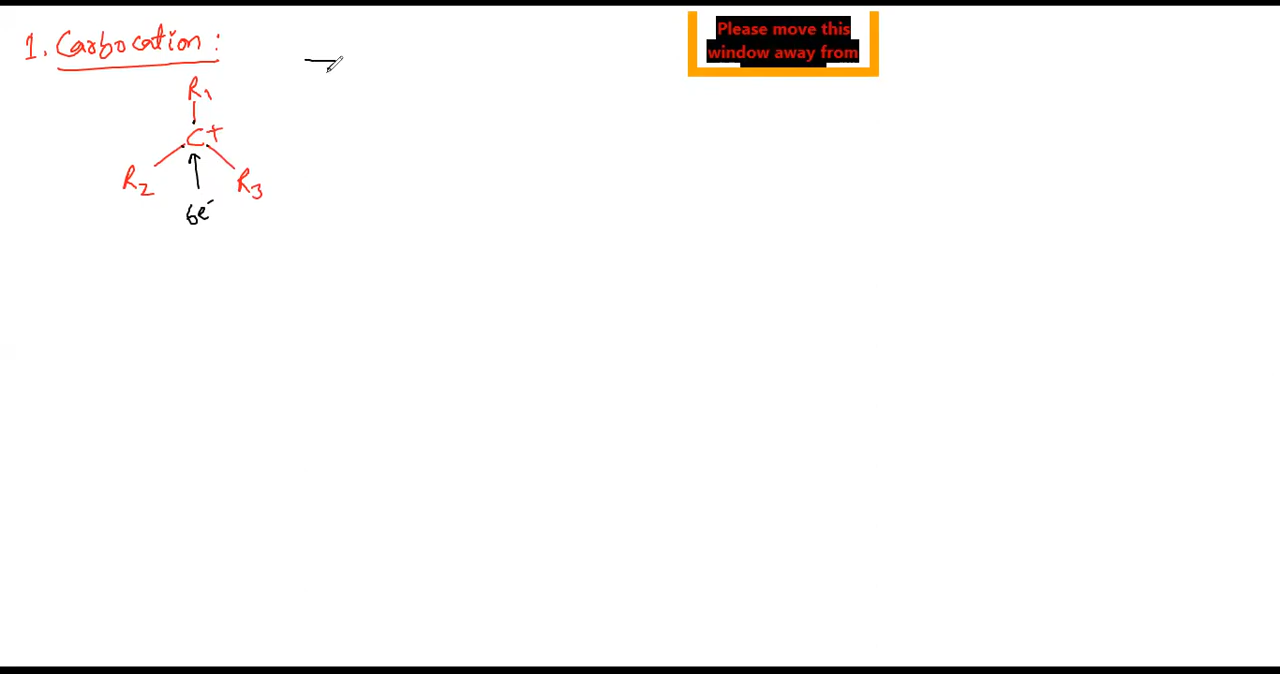 1. Carbocation :
Please move this
window away from
R1
C+
R2
R3
6e-